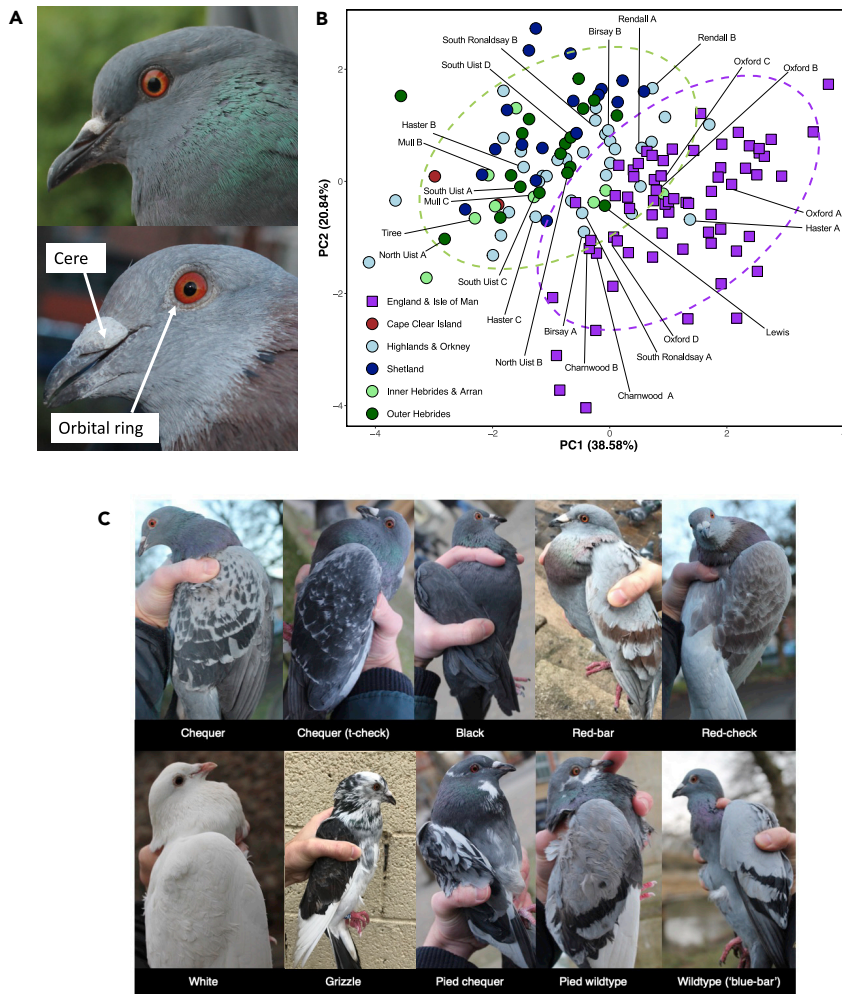 A
Cere
Orbital ring
B
PC2 (20.84%)
2
0
−2
−4
−4
−2
0
2
PC1 (38.58%)
Rendall A
Birsay B
South Ronaldsay B
Rendall B
South Uist D
Oxford C
Oxford B
Haster B
Mull B
South Uist A
Mull C
Oxford A
Haster A
Tiree
North Uist A
South Uist C
England & Isle of Man
Cape Clear Island
Highlands & Orkney
Shetland
Inner Hebrides & Arran
Outer Hebrides
Haster C
Birsay A
Lewis
Oxford D
North Uist B
South Ronaldsay A
Charnwood B
Charnwood A
C
Chequer
Chequer (t-check)
Black
Red-bar
Red-check
White
Grizzle
Pied chequer
Pied wildtype
Wildtype ('blue-bar')